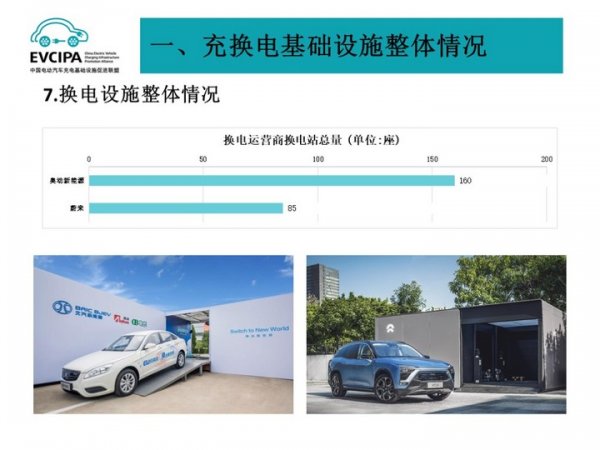 EVCIPA
China Electric Vehicle
Charging Infrastructure
Promotion Alliance
中国电动汽车充电基础设施促进联盟
一、充换电基础设施整体情况
7.换电设施整体情况
换电运营商换电站总量（单位:座）
0 50 100 150 200
奥动新能源 160
蔚来 85
BAIC BJEV
北汽新能源
Switch to New World